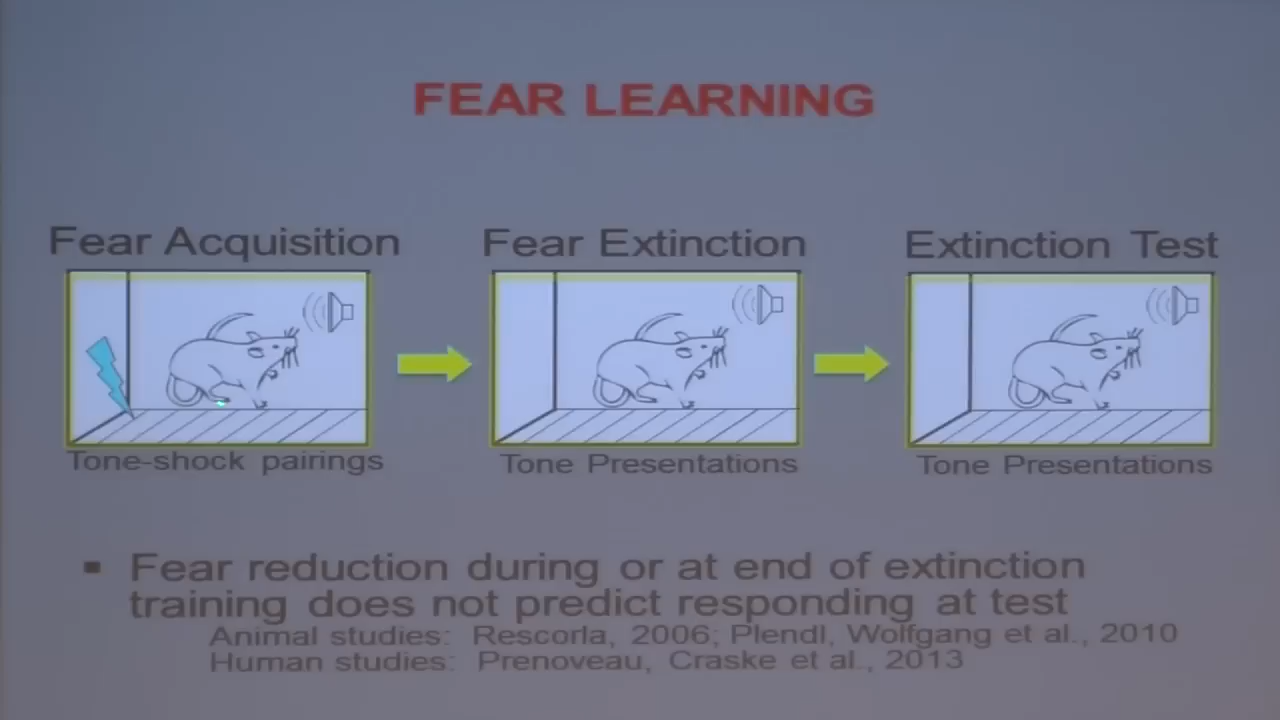 FEAR LEARNING
Fear Acquisition
Fear Extinction
Extinction Test
Tone-shock pairings
Tone Presentations
Tone Presentations
▪ Fear reduction during or at end of extinction
training does not predict responding at test
Animal studies: Rescorla, 2006; Plendl, Wolfgang et al., 2010
Human studies: Prenoveau, Craske et al., 2013